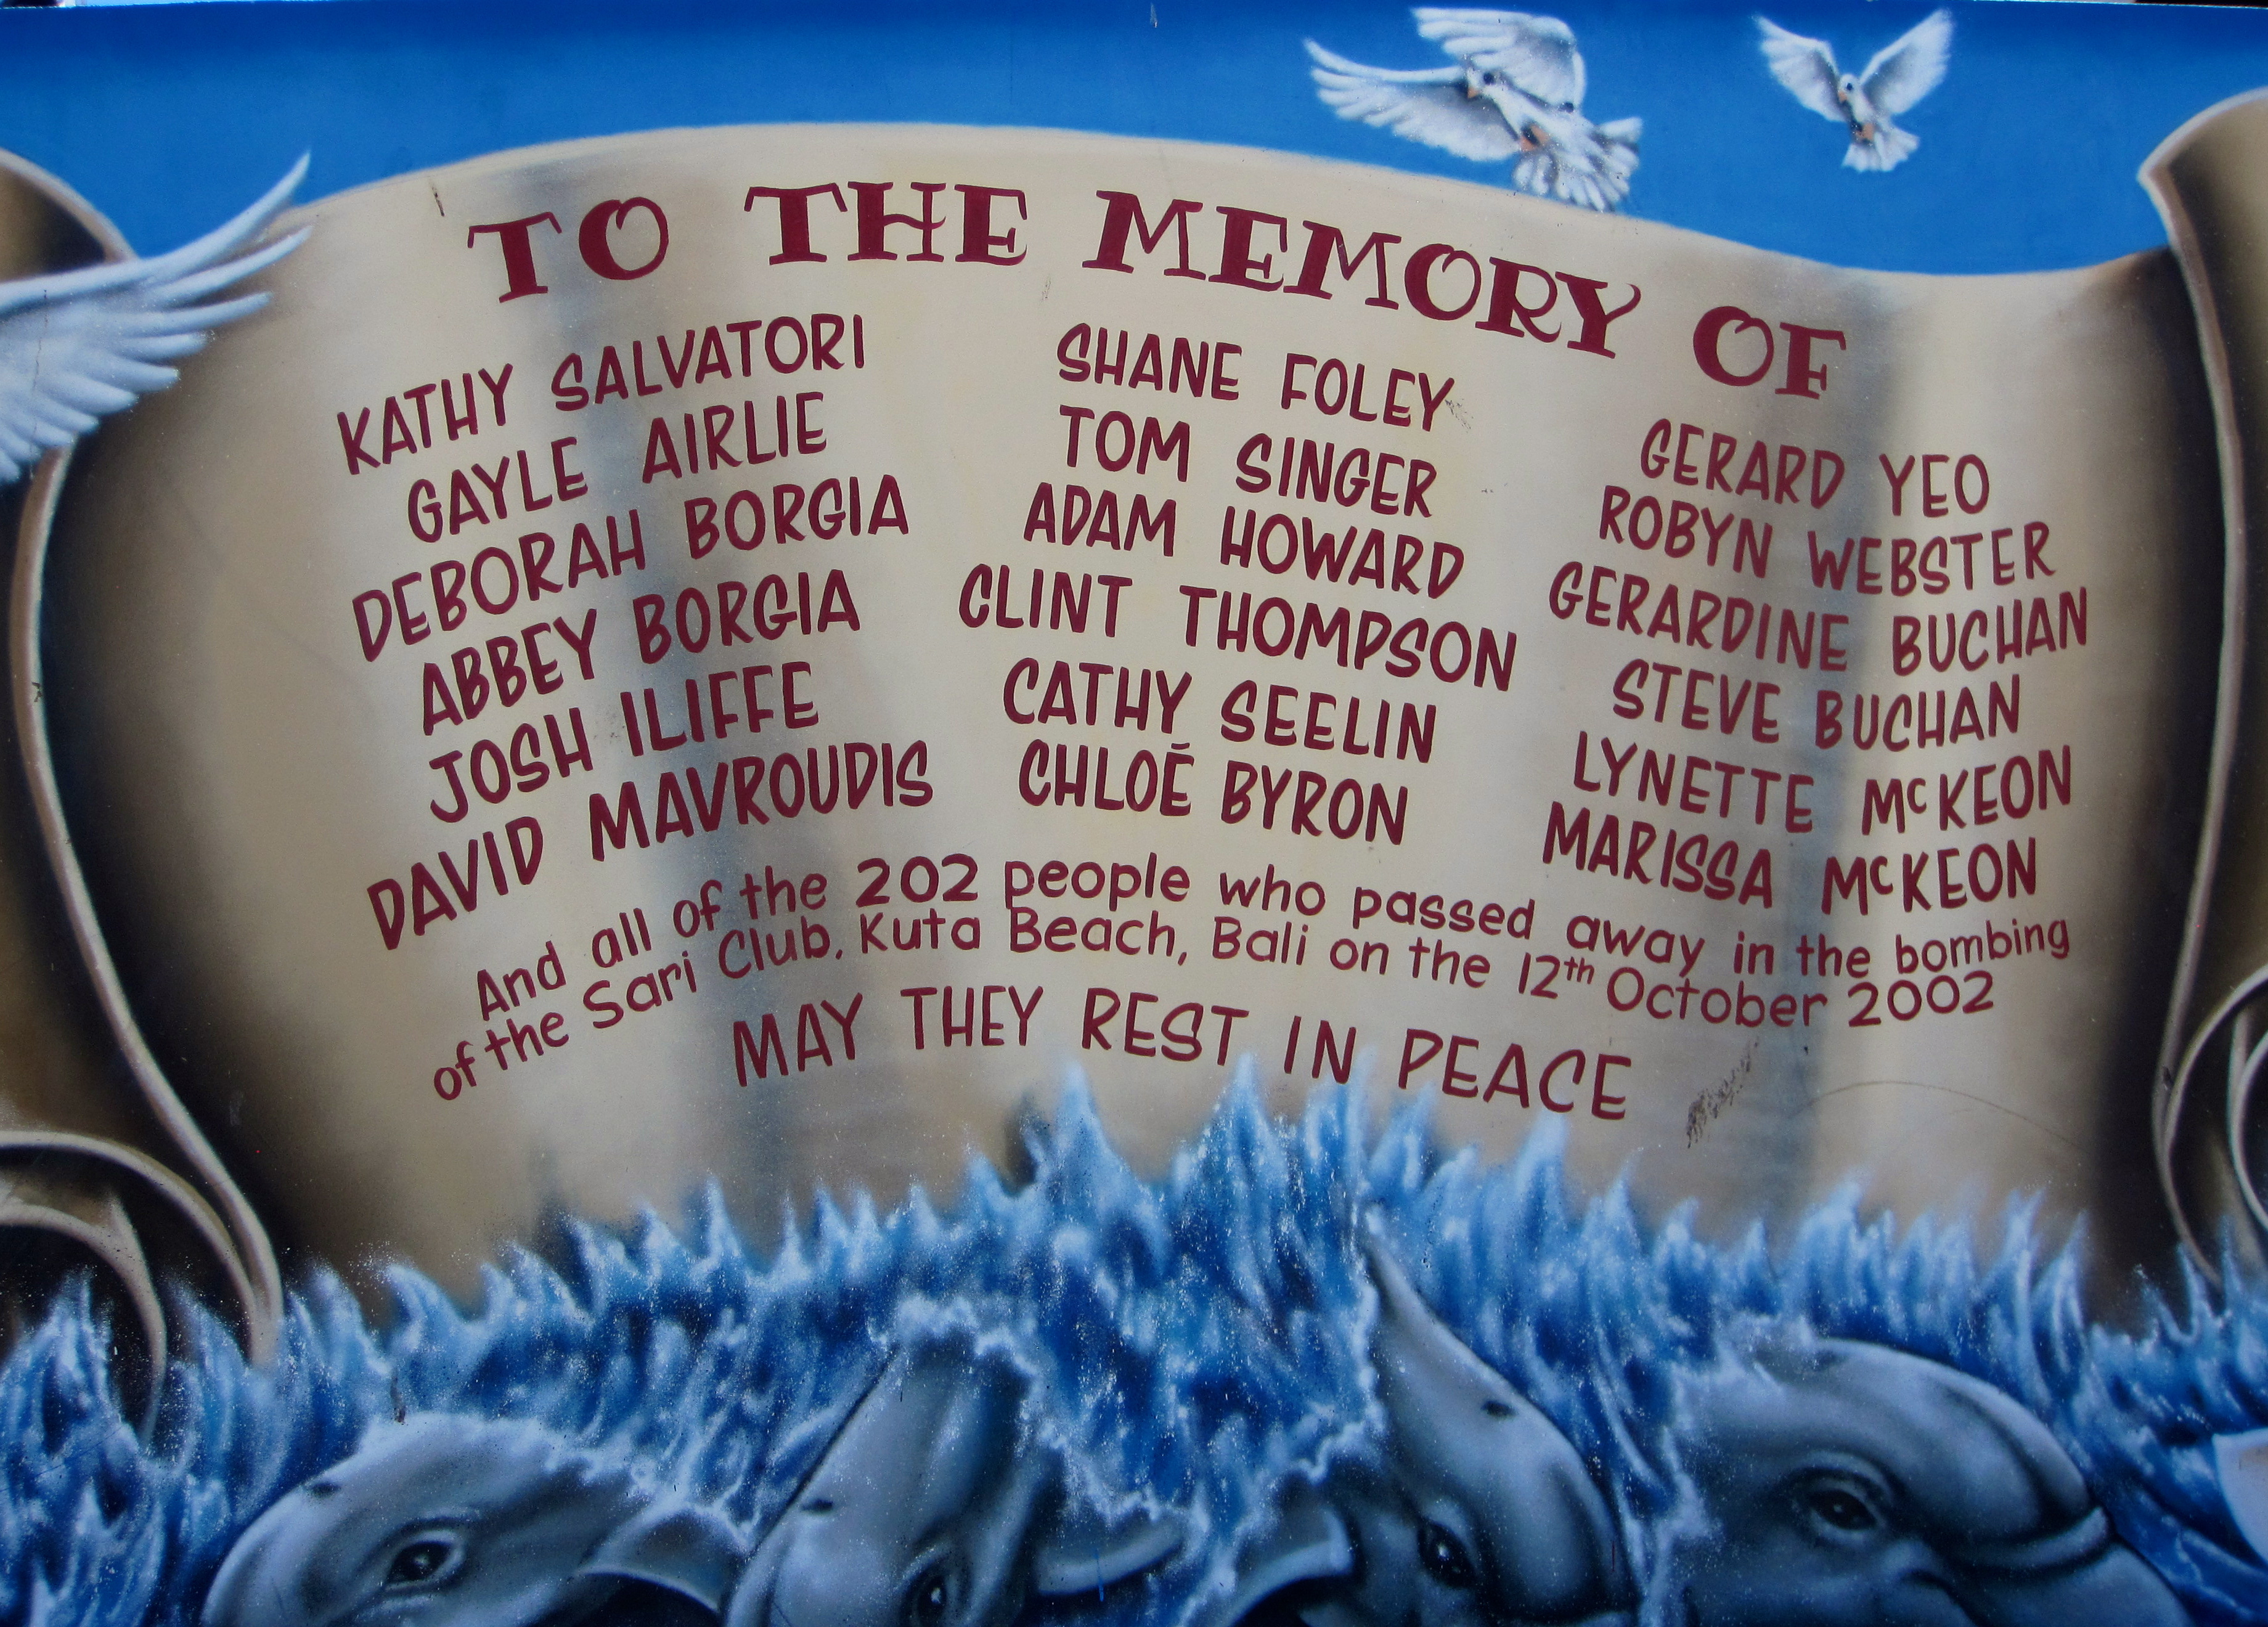 TO THE MEMORY OF
KATHY SALVATORI
GAYLE AIRLIE
DEBORAH BORGIA
ABBEY BORGIA
JOSH ILIFFE
DAVID MAVROUDIS
SHANE FOLEY
TOM SINGER
ADAM HOWARD
CLINT THOMPSON
CATHY SEELIN
CHLOÉ BYRON
GERARD YEO
ROBYN WEBSTER
GERARDINE BUCHAN
STEVE BUCHAN
LYNETTE McKEON
MARISSA McKEON
And all of the 202 people who passed away in the bombing
of the Sari Club, Kuta Beach, Bali on the 12th October 2002
MAY THEY REST IN PEACE